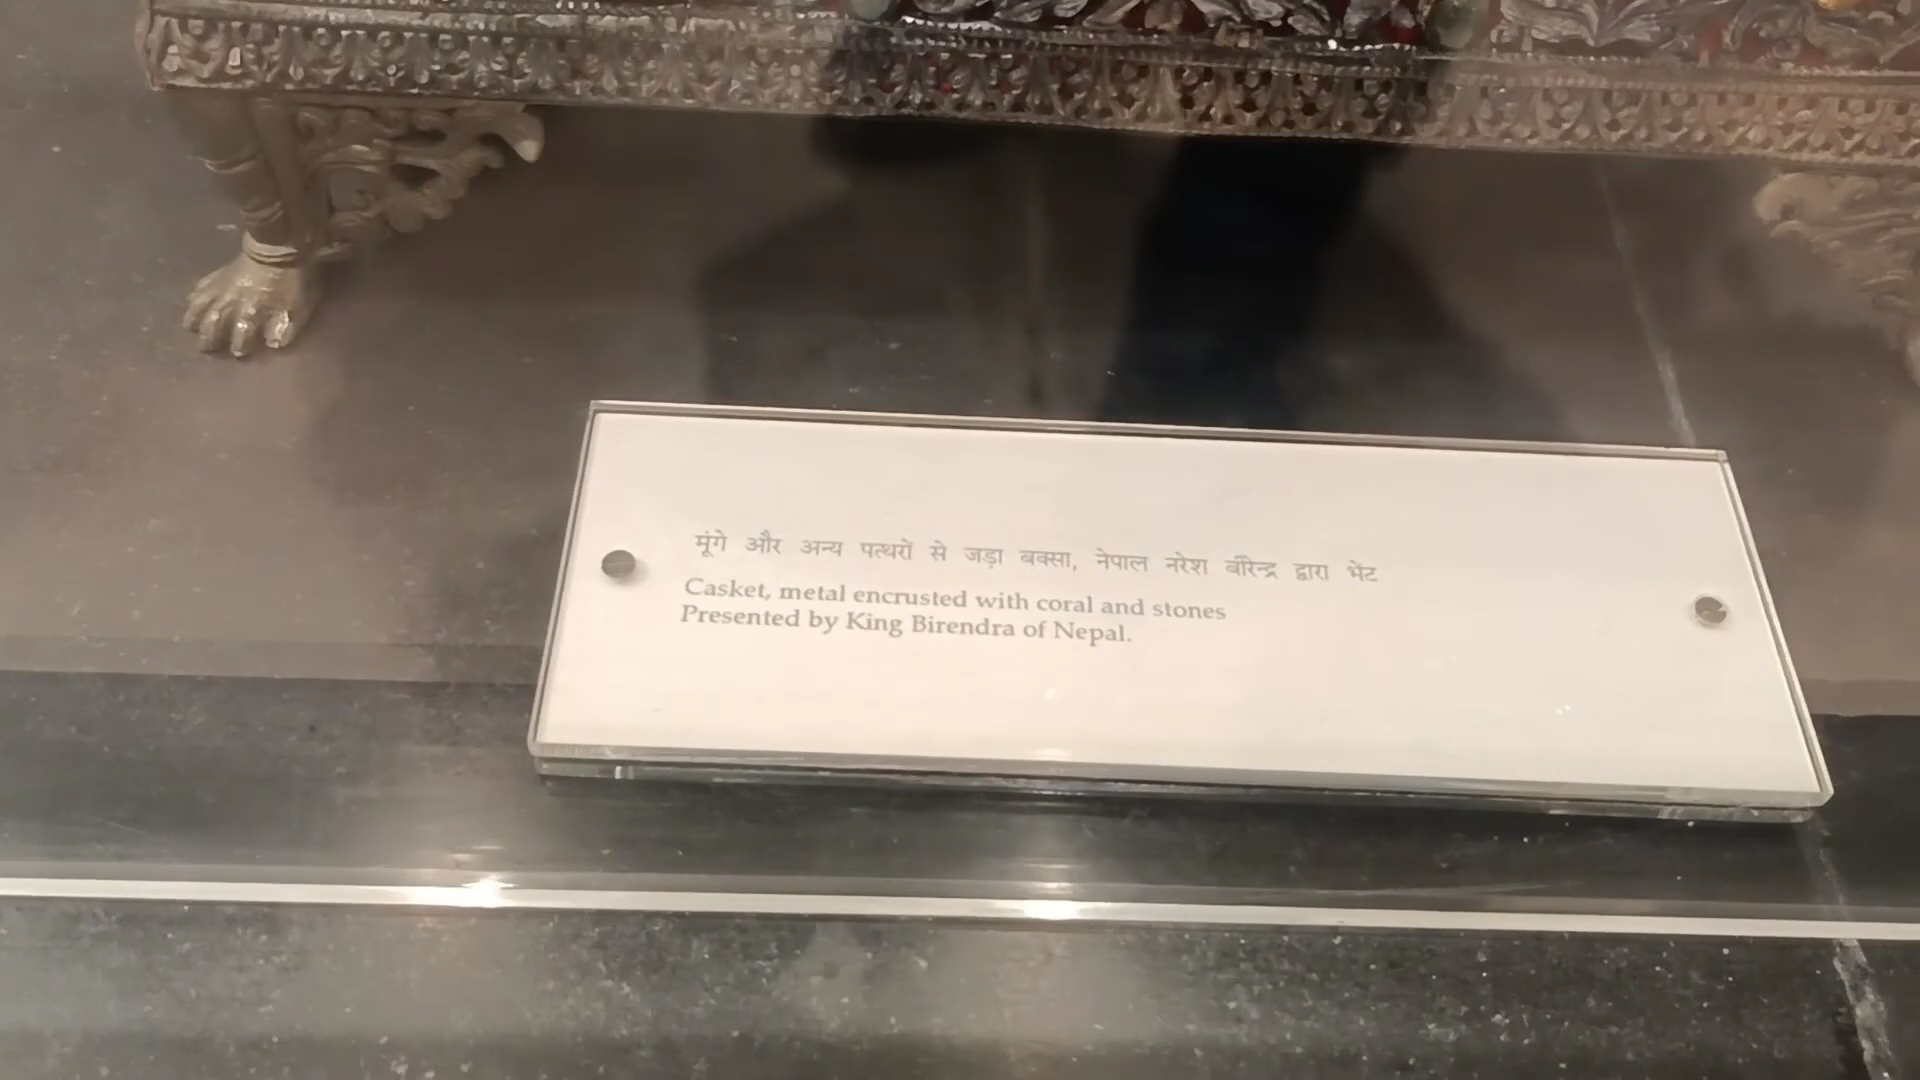 मूंगे और अन्य पत्थरों से जड़ा बक्सा, नेपाल नरेश बीरेन्द्र द्वारा भेंट
Casket, metal encrusted with coral and stones
Presented by King Birendra of Nepal.